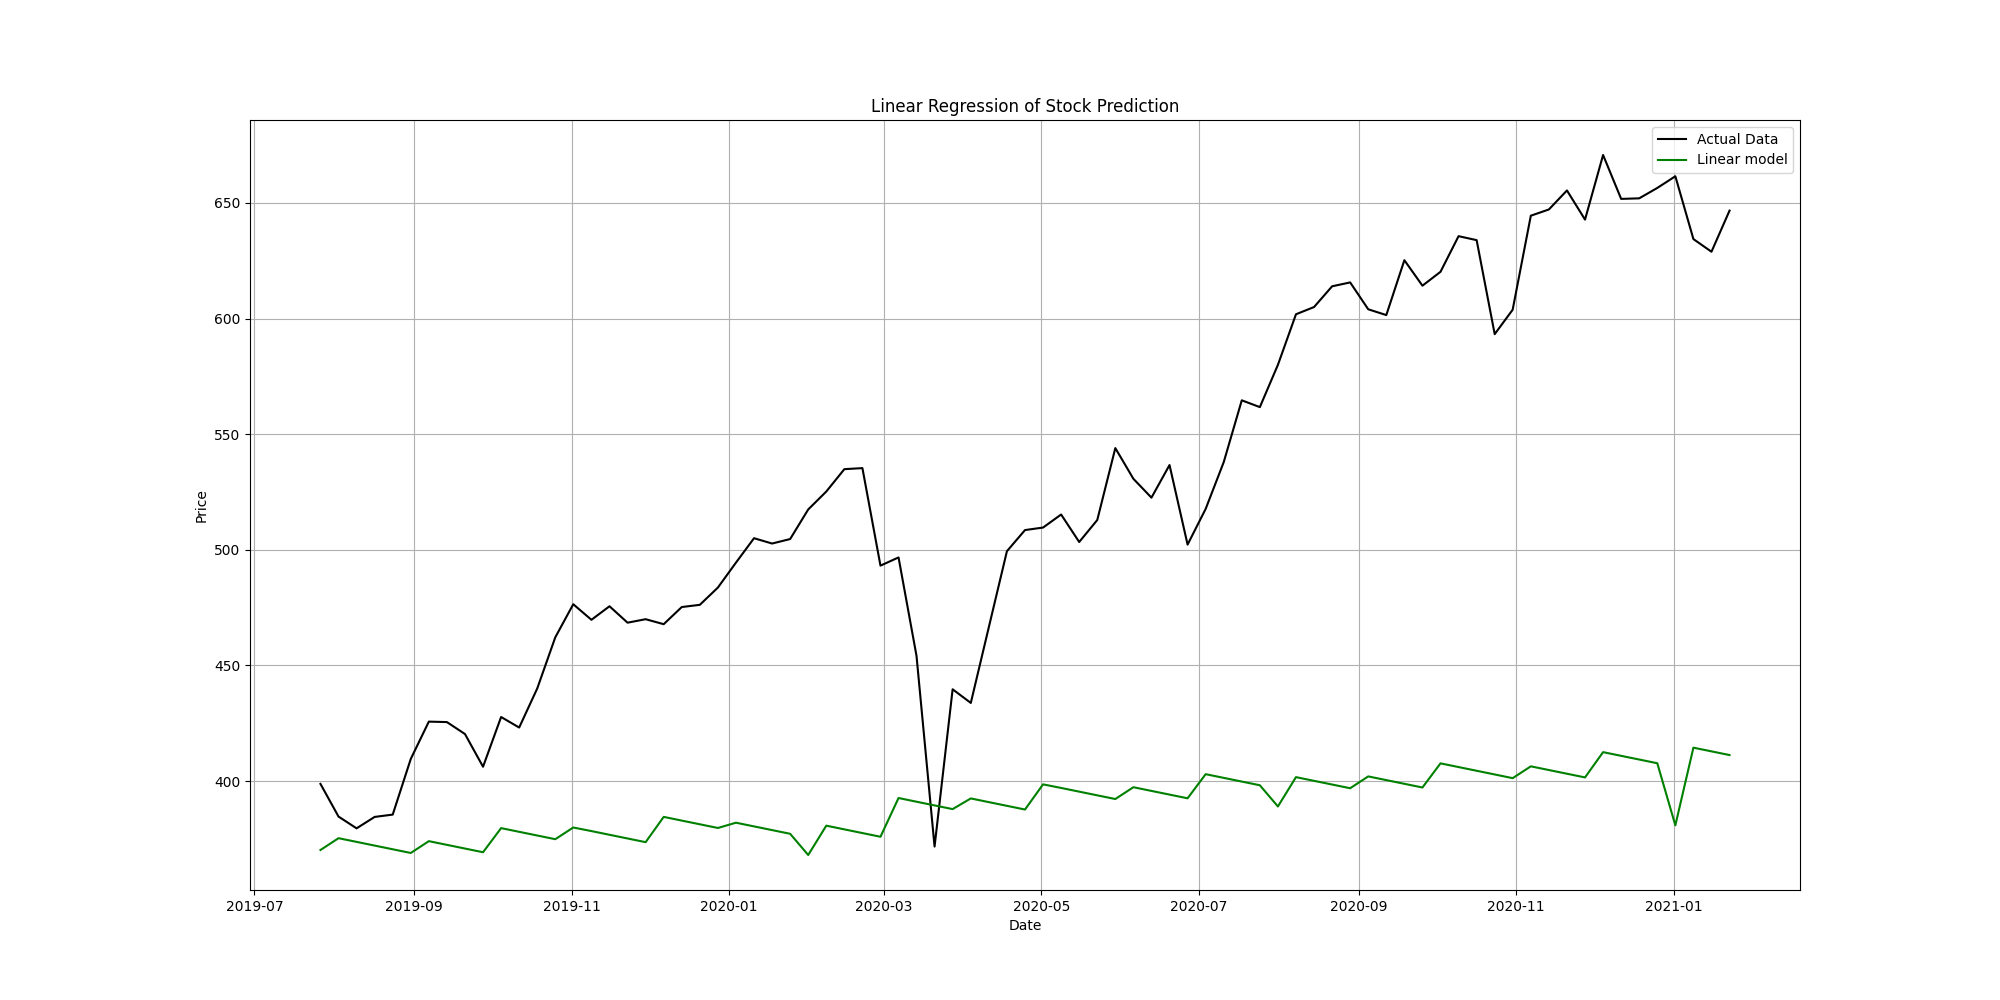 Linear Regression of Stock Prediction
Actual Data
Linear model
650
600
550
500
450
400
Price
2019-07 2019-09 2019-11 2020-01 2020-03 2020-05 2020-07 2020-09 2020-11 2021-01
Date